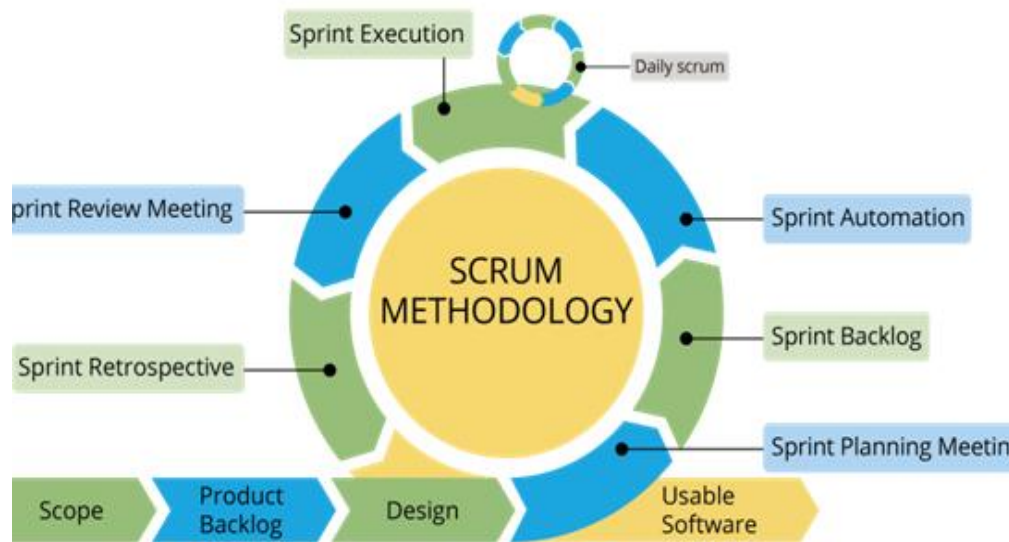 Sprint Execution
Daily scrum
print Review Meeting
Sprint Automation
SCRUM
METHODOLOGY
Sprint Backlog
Sprint Retrospective
Sprint Planning Meetin
Scope
Product
Backlog
Design
Usable
Software